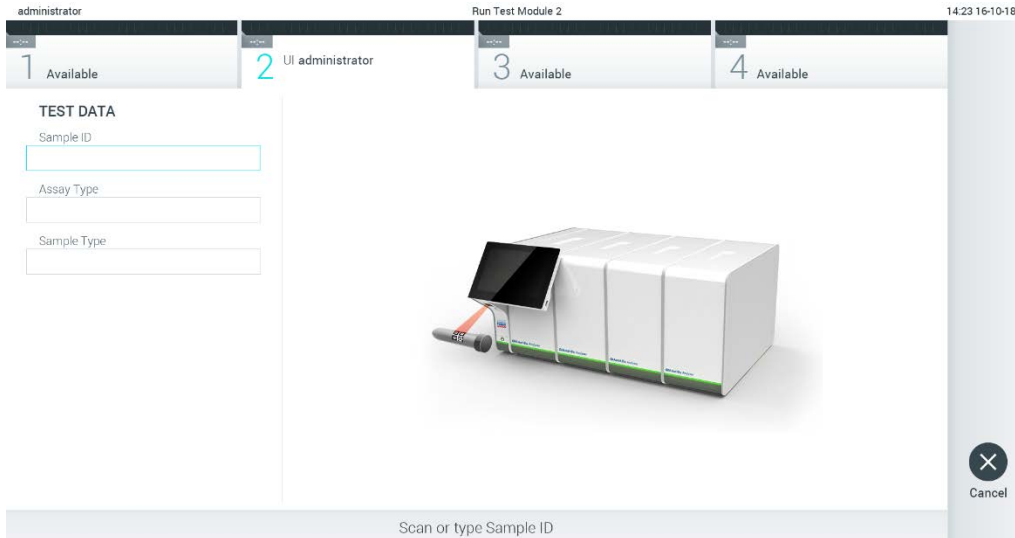 administrator
Run Test Module 2
14:23 16-10-18
--:--
--:--
--:--
--:--
1 Available
2 UI administrator
3 Available
4 Available
TEST DATA
Sample ID
Assay Type
Sample Type
Cancel
Scan or type Sample ID